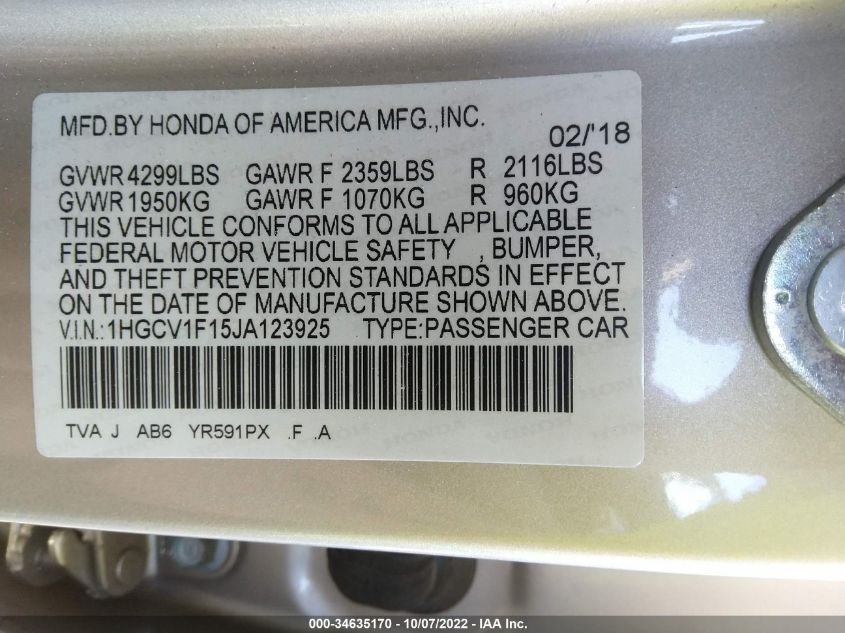 MFD.BY HONDA OF AMERICA MFG.,INC. 02/'18
GVWR 4299LBS GAWR F 2359LBS R 2116LBS
GVWR 1950KG GAWR F 1070KG R 960KG
THIS VEHICLE CONFORMS TO ALL APPLICABLE
FEDERAL MOTOR VEHICLE SAFETY , BUMPER,
AND THEFT PREVENTION STANDARDS IN EFFECT
ON THE DATE OF MANUFACTURE SHOWN ABOVE.
V.I.N.:1HGCV1F15JA123925 TYPE:PASSENGER CAR
TVA J AB6 YR591PX .F .A
000-34635170 - 10/07/2022 - IAA Inc.